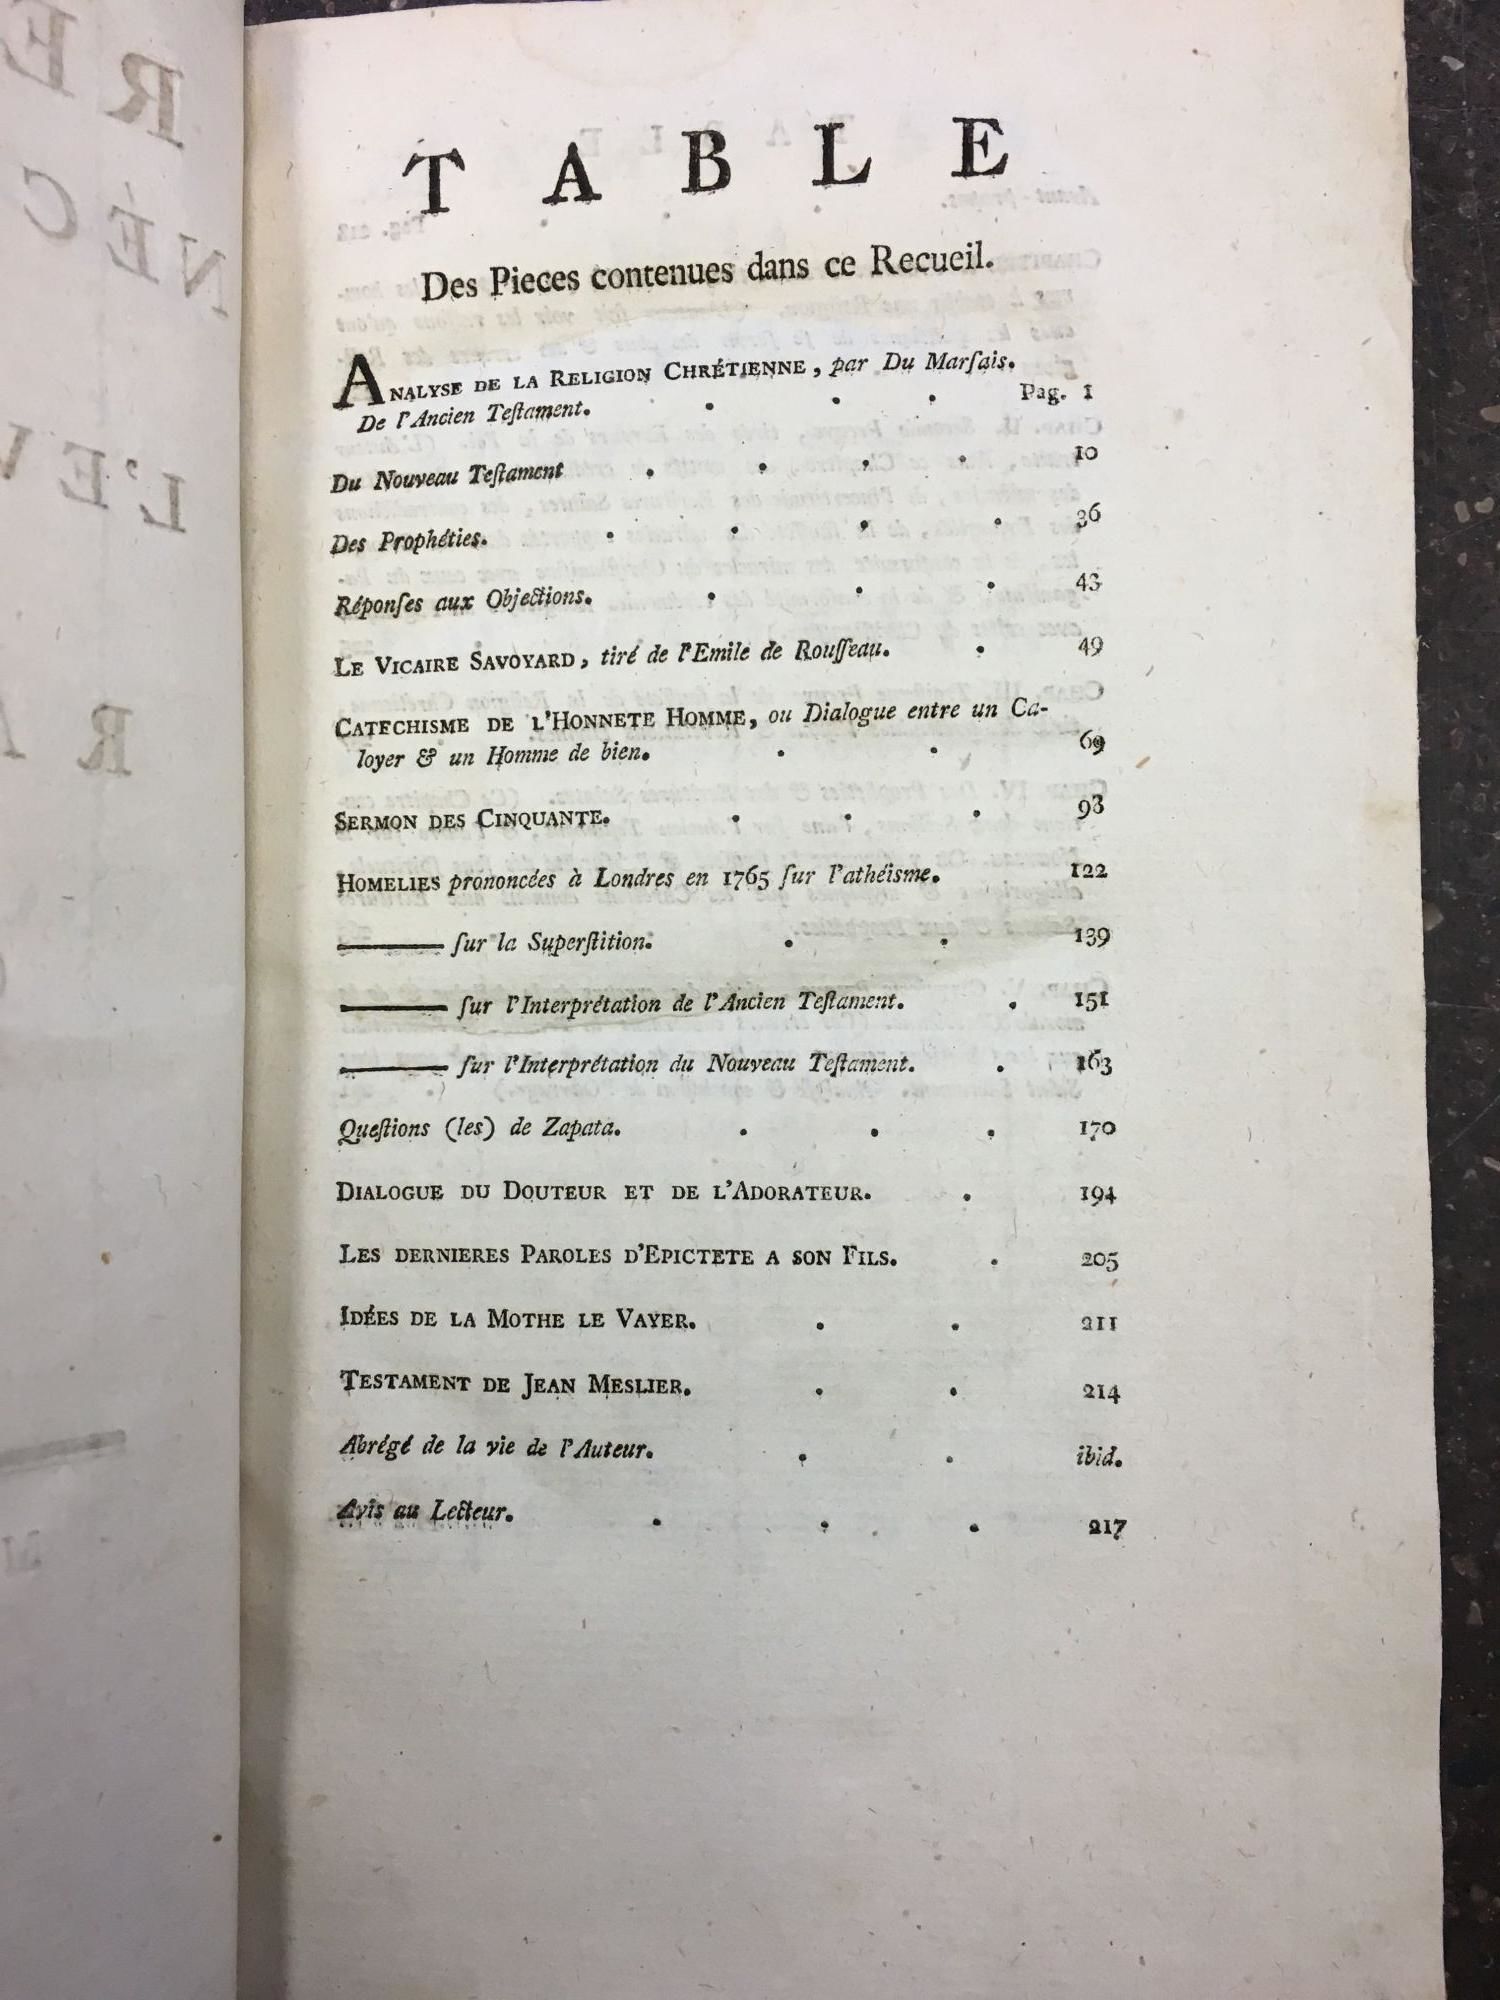 TABLE
Des Pieces contenues dans ce Recueil.
ANALYSE DE LA RELIGION CHRÉTIENNE, par Du Marſais.
De l'Ancien Teſtament. . . . Pag. 1
Du Nouveau Teſtament . . . . 10
Des Prophéties. . . . . 36
Réponſes aux Objections. . . . 43
LE VICAIRE SAVOYARD, tiré de l'Emile de Rouſſeau. . 49
CATECHISME DE L'HONNETE HOMME, ou Dialogue entre un Ca-
loyer & un Homme de bien. . . 69
SERMON DES CINQUANTE. . . . 93
HOMELIES prononcées à Londres en 1765 ſur l'athéiſme. 122
——— ſur la Superſtition. . . 139
——— ſur l'Interprétation de l'Ancien Teſtament. . 151
——— ſur l'Interprétation du Nouveau Teſtament. . 163
Queſtions (les) de Zapata. . . . 170
DIALOGUE DU DOUTEUR ET DE L'ADORATEUR. . 194
LES DERNIERES PAROLES D'EPICTETE A SON FILS. . 205
IDÉES DE LA MOTHE LE VAYER. . . 211
TESTAMENT DE JEAN MESLIER. . . 214
Abrégé de la vie de l'Auteur. . . ibid.
Avis au Lecteur. . . . 217